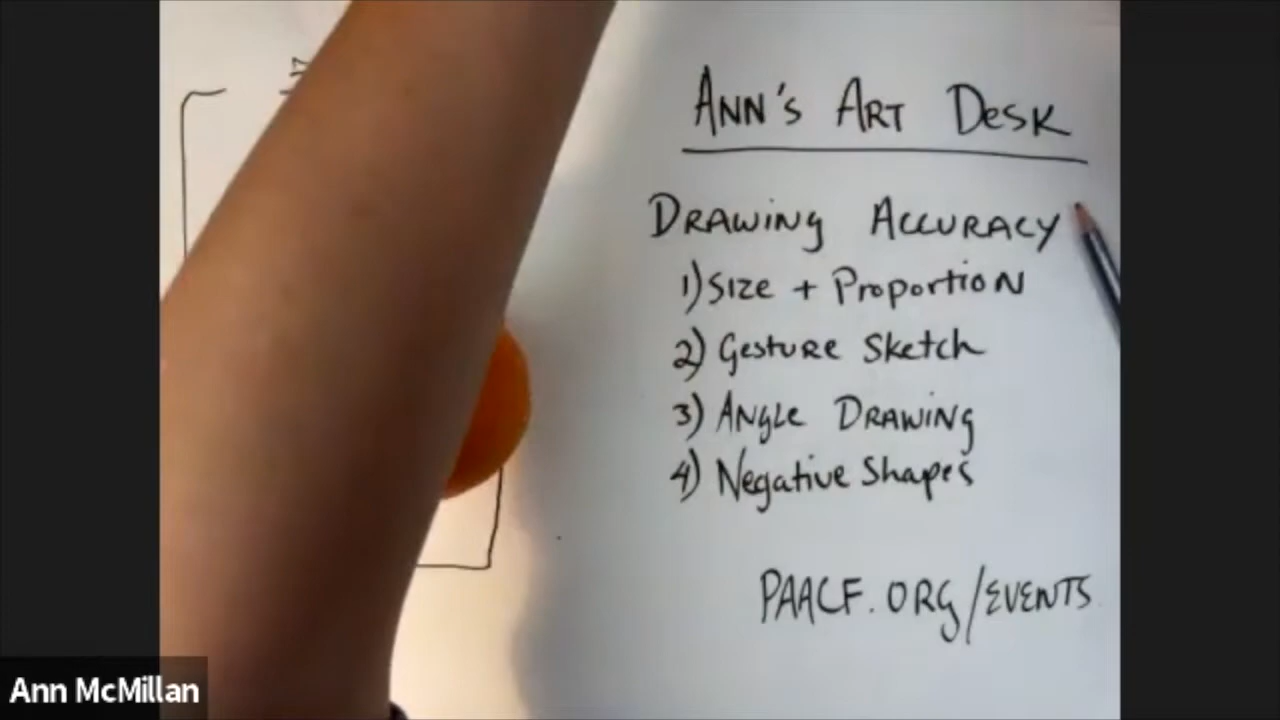 Ann's Art Desk
Drawing Accuracy
1) Size + Proportion
2) Gesture Sketch
3) Angle Drawing
4) Negative Shapes
PAACF.ORG/EVENTS
Ann McMillan